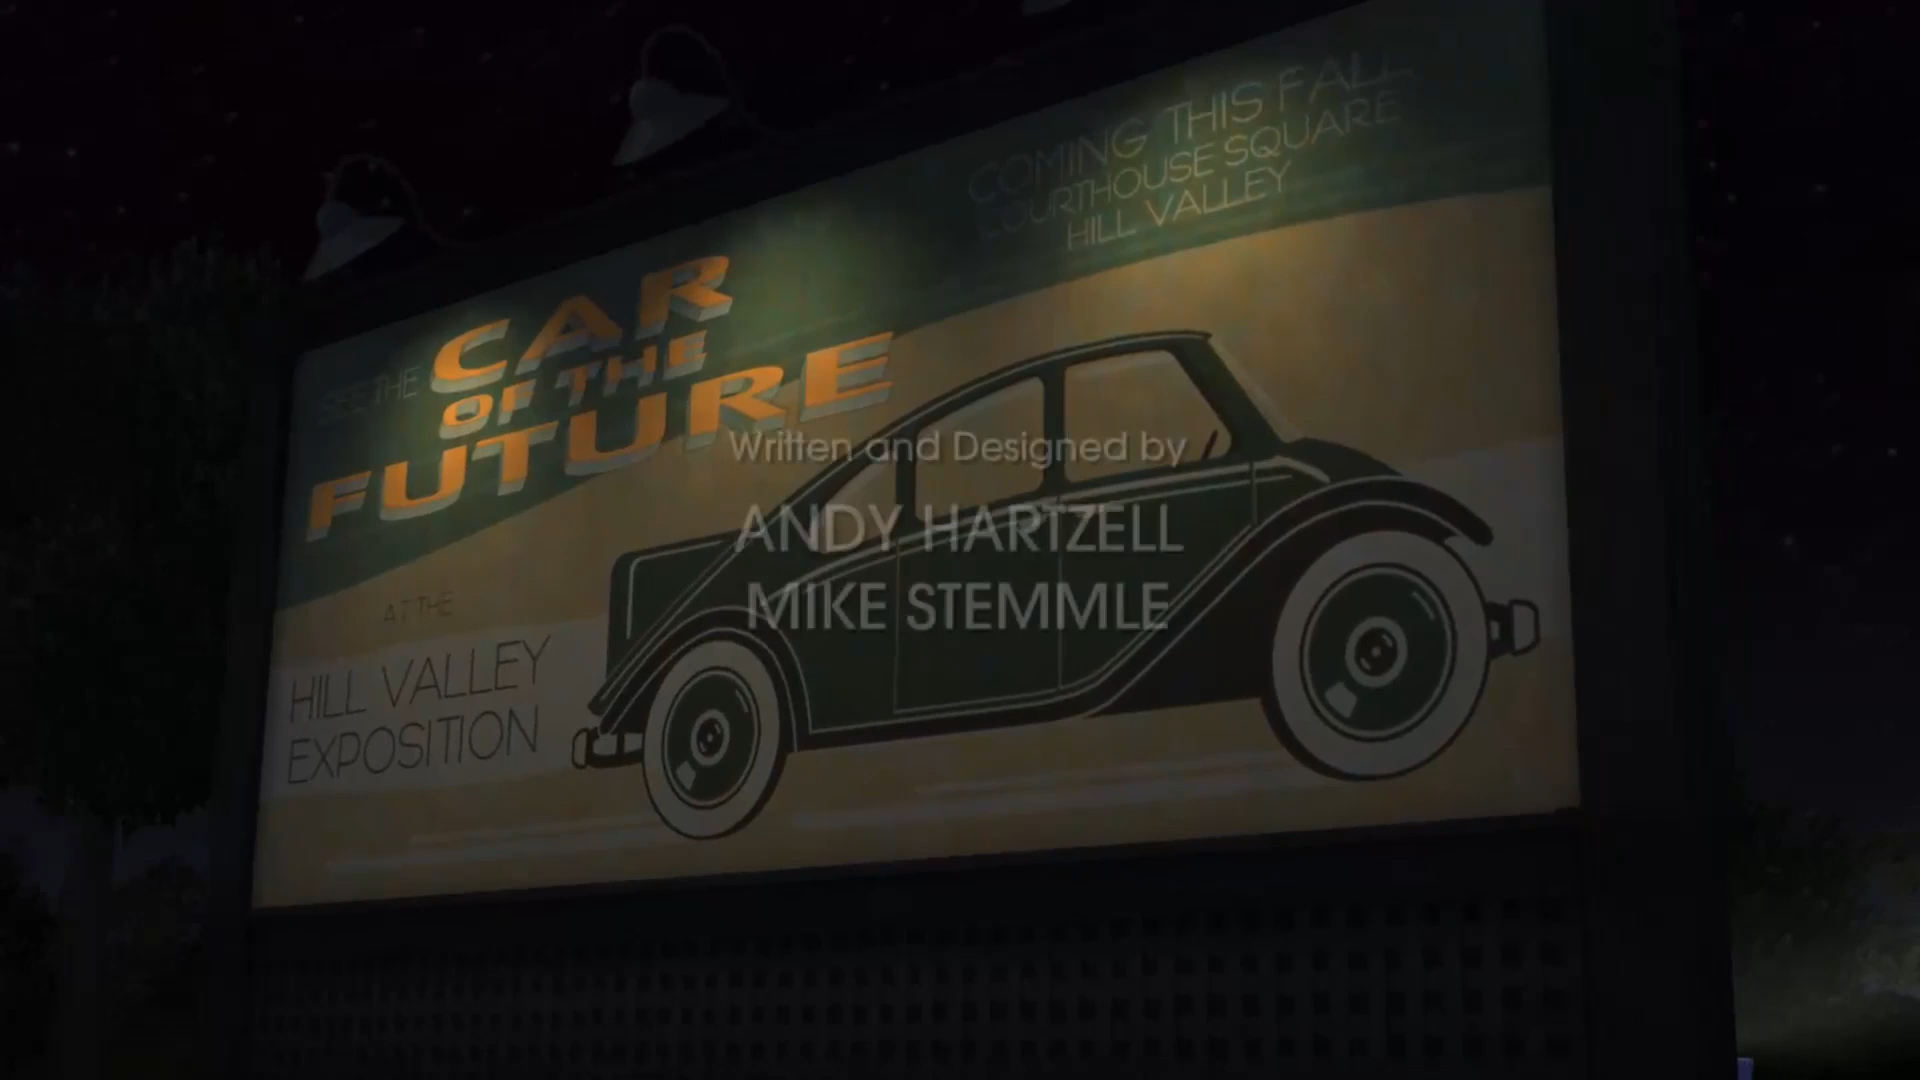 COMING THIS FALL
COURTHOUSE SQUARE
HILL VALLEY
SEE THE CAR
OF THE
FUTURE
Written and Designed by
ANDY HARTZELL
MIKE STEMMLE
AT THE
HILL VALLEY
EXPOSITION